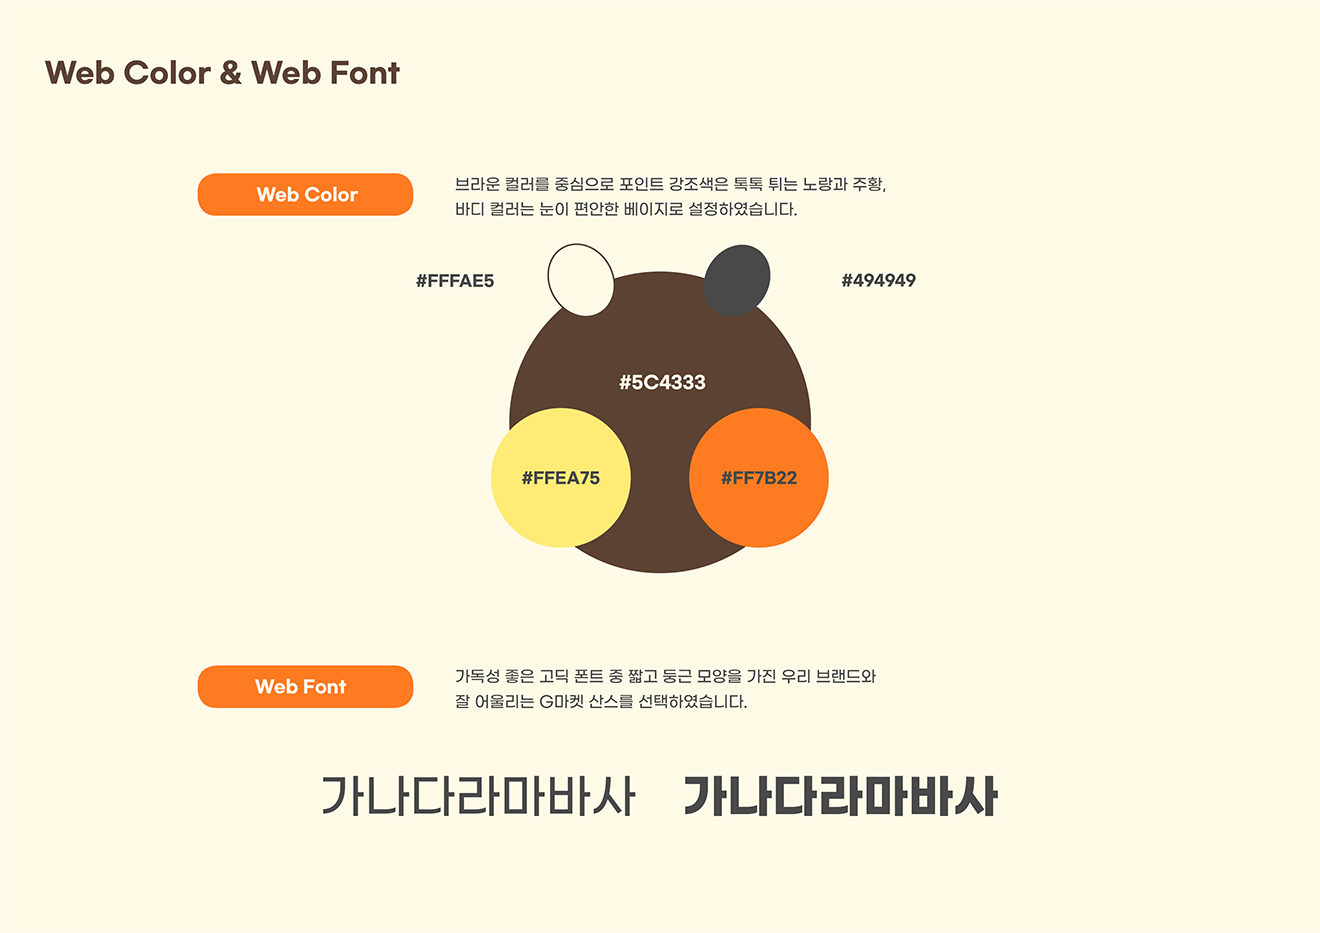 Web Color & Web Font
Web Color
브라운 컬러를 중심으로 포인트 강조색은 톡톡 튀는 노랑과 주황,
바디 컬러는 눈이 편안한 베이지로 설정하였습니다.
#FFFAE5
#494949
#5C4333
#FFEA75
#FF7B22
Web Font
가독성 좋은 고딕 폰트 중 짧고 둥근 모양을 가진 우리 브랜드와
잘 어울리는 G마켓 산스를 선택하였습니다.
가나다라마바사
가나다라마바사